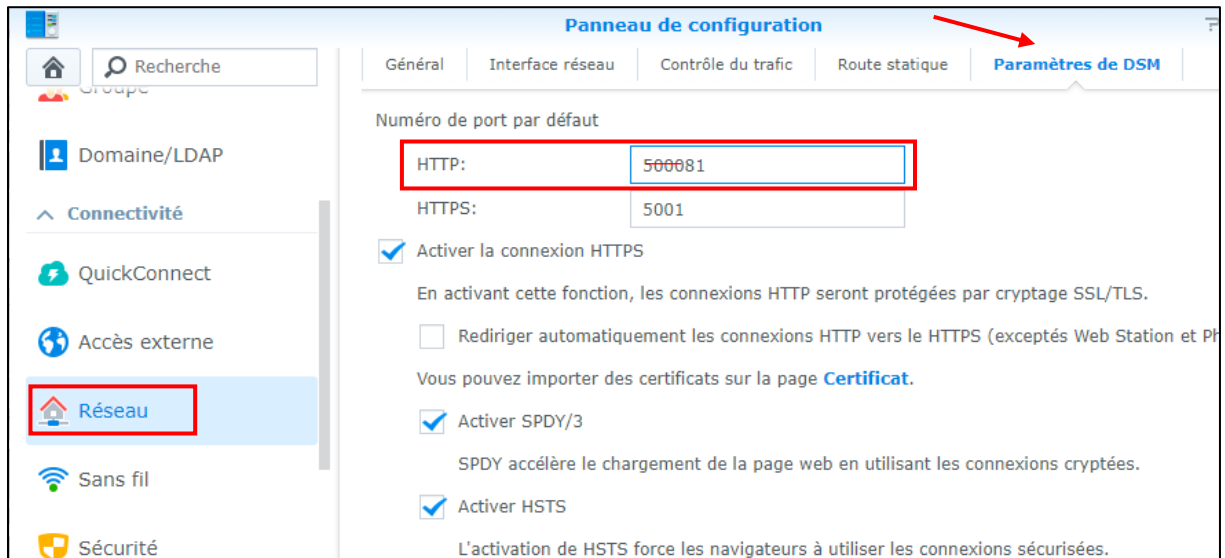 Panneau de configuration
?
Recherche
Général Interface réseau Contrôle du trafic Route statique Paramètres de DSM
Groupe
Domaine/LDAP
Connectivité
QuickConnect
Accès externe
Réseau
Sans fil
Sécurité
Numéro de port par défaut
HTTP: 500081
HTTPS: 5001
Activer la connexion HTTPS
En activant cette fonction, les connexions HTTP seront protégées par cryptage SSL/TLS.
Rediriger automatiquement les connexions HTTP vers le HTTPS (exceptés Web Station et Ph
Vous pouvez importer des certificats sur la page Certificat.
Activer SPDY/3
SPDY accélère le chargement de la page web en utilisant les connexions cryptées.
Activer HSTS
L'activation de HSTS force les navigateurs à utiliser les connexions sécurisées.